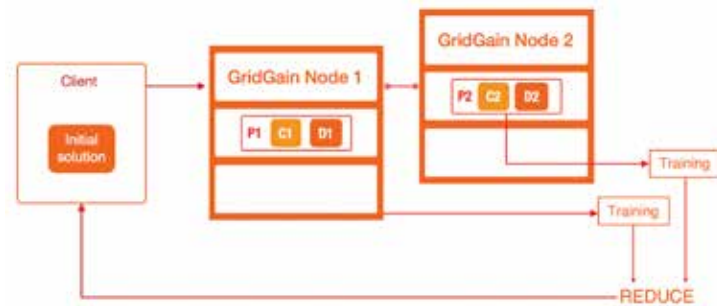 Client
Initial
solution
GridGain Node 1
P1 C1 D1
GridGain Node 2
P2 C2 D2
Training
Training
REDUCE